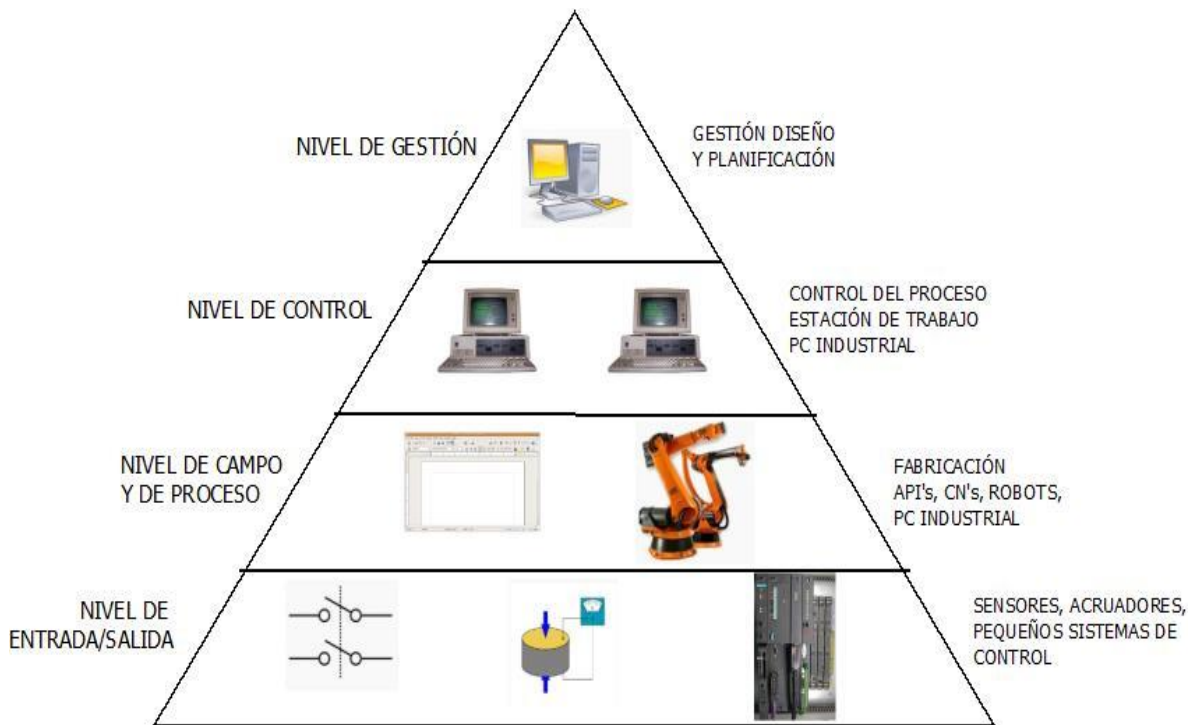 NIVEL DE GESTIÓN
GESTIÓN DISEÑO
Y PLANIFICACIÓN
NIVEL DE CONTROL
CONTROL DEL PROCESO
ESTACIÓN DE TRABAJO
PC INDUSTRIAL
NIVEL DE CAMPO
Y DE PROCESO
FABRICACIÓN
API's, CN's, ROBOTS,
PC INDUSTRIAL
NIVEL DE
ENTRADA/SALIDA
SENSORES, ACRUADORES,
PEQUEÑOS SISTEMAS DE
CONTROL